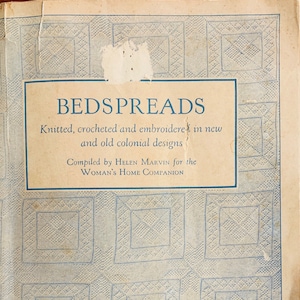 BEDSPREADS
Knitted, crocheted and embroidered in new
and old colonial designs
Compiled by HELEN MARVIN for the
WOMAN'S HOME COMPANION